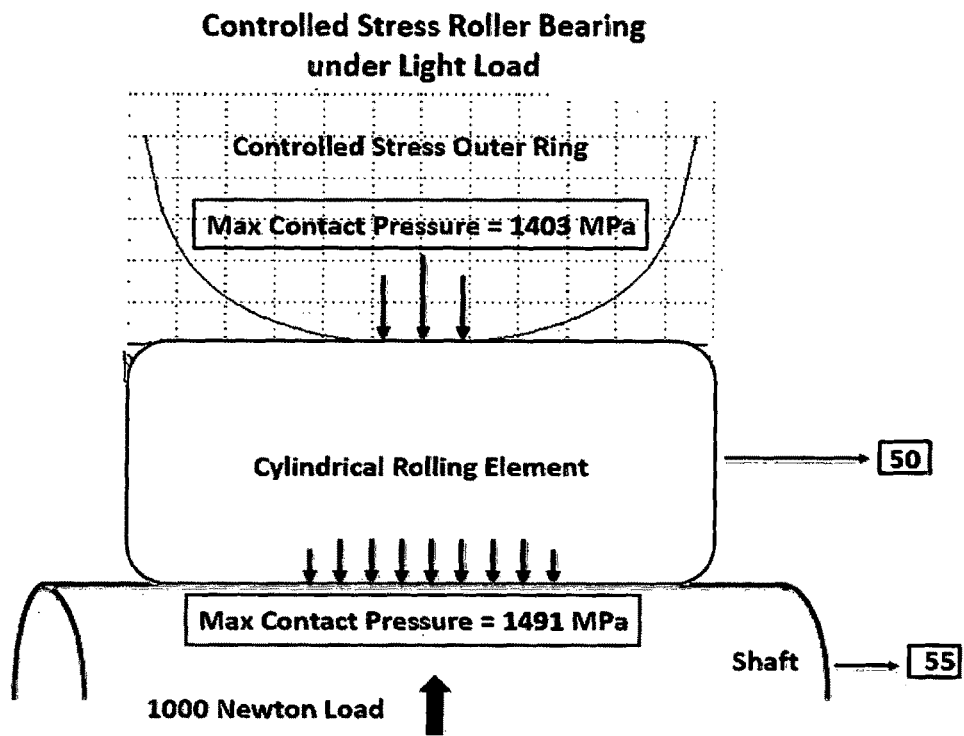 Controlled Stress Roller Bearing
under Light Load
Controlled Stress Outer Ring
Max Contact Pressure = 1403 MPa
Cylindrical Rolling Element
50
Max Contact Pressure = 1491 MPa
Shaft
55
1000 Newton Load